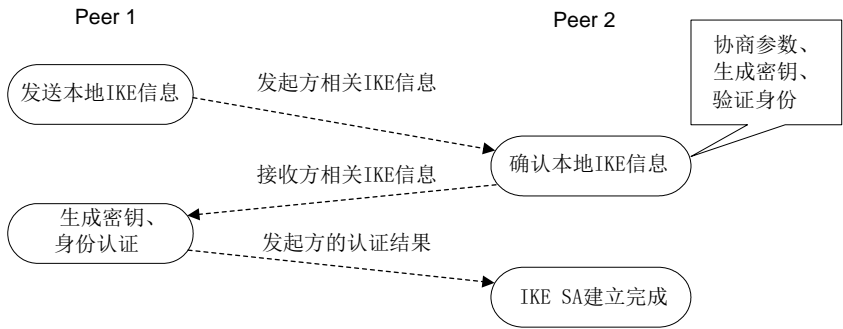 Peer 1
Peer 2
协商参数、
生成密钥、
验证身份
发送本地IKE信息
发起方相关IKE信息
确认本地IKE信息
接收方相关IKE信息
生成密钥、
身份认证
发起方的认证结果
IKE SA建立完成